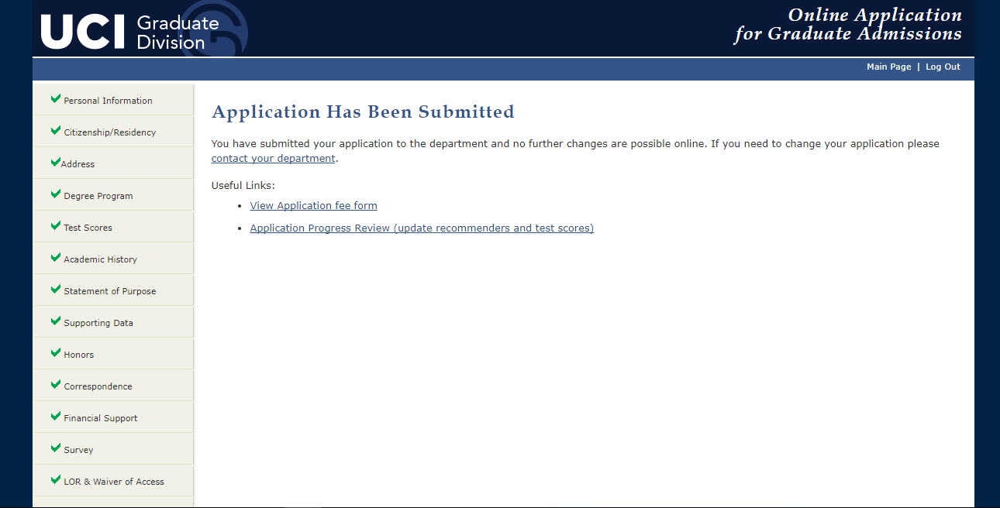 UCI Graduate
Division
Online Application
for Graduate Admissions
Main Page | Log Out
Personal Information
Citizenship/Residency
Address
Degree Program
Test Scores
Academic History
Statement of Purpose
Supporting Data
Honors
Correspondence
Financial Support
Survey
LOR & Waiver of Access
Application Has Been Submitted
You have submitted your application to the department and no further changes are possible online. If you need to change your application please
contact your department.
Useful Links:
• View Application fee form
• Application Progress Review (update recommenders and test scores)